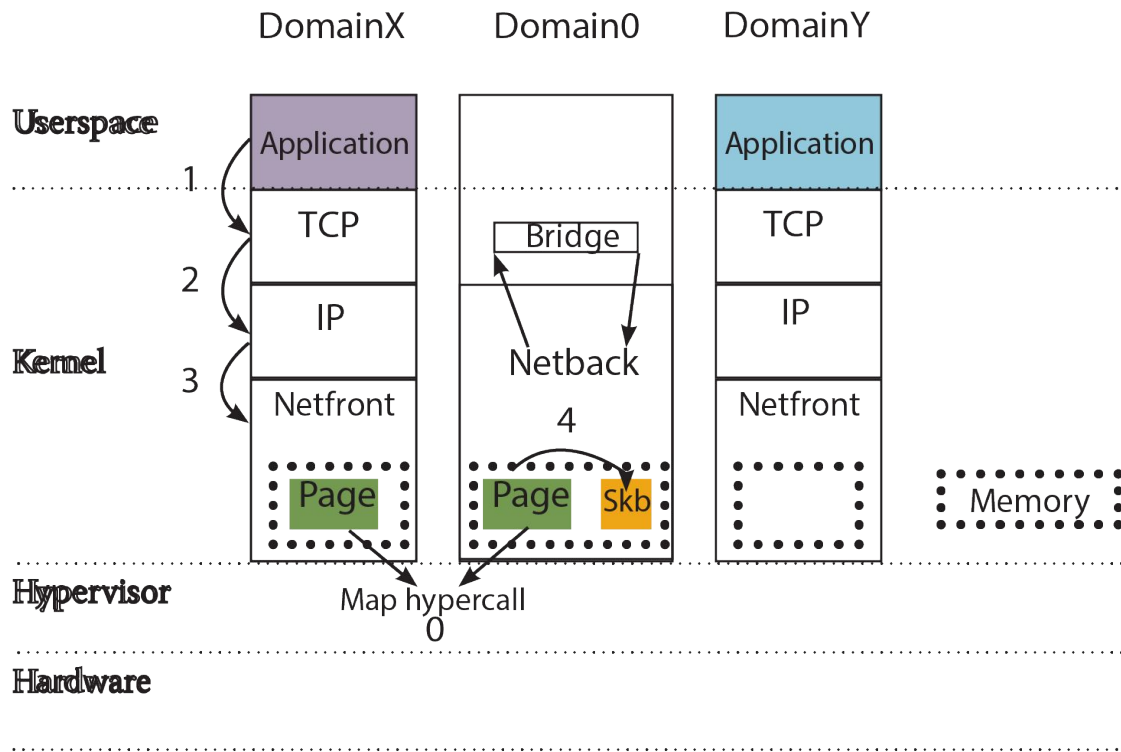 DomainX
Domain0
DomainY
Userspace
Application
Application
1
TCP
TCP
Bridge
2
IP
IP
Kernel
Netback
3
Netfront
4
Netfront
Page
Page
Skb
Memory
Hypervisor
Map hypercall
0
Hardware